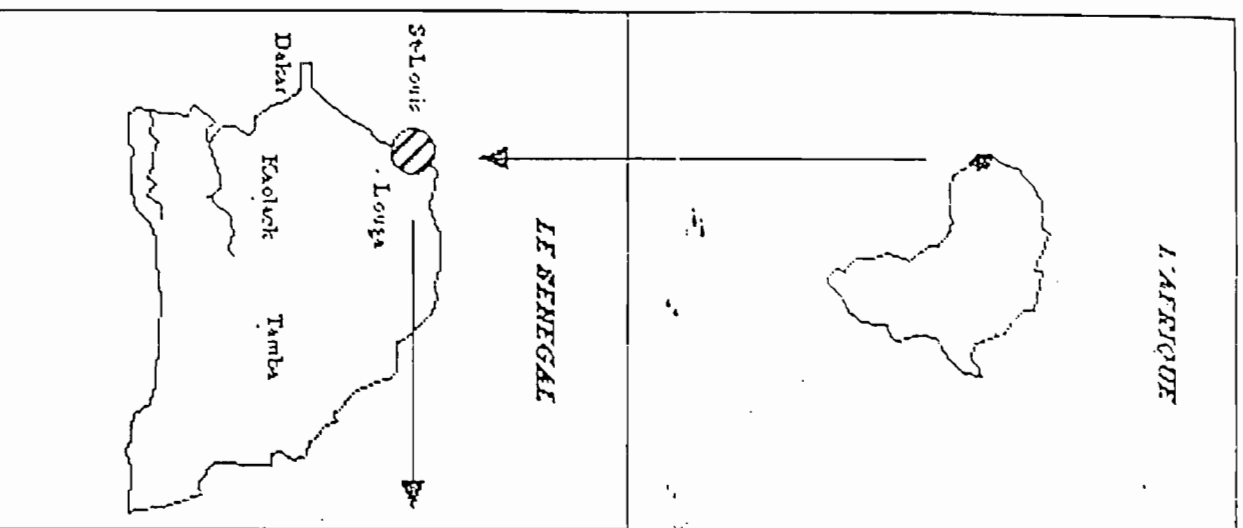 L'AFRIQUE
LE SENEGAL
St-Louis
Louga
Dakar
Kaolack
Tamba